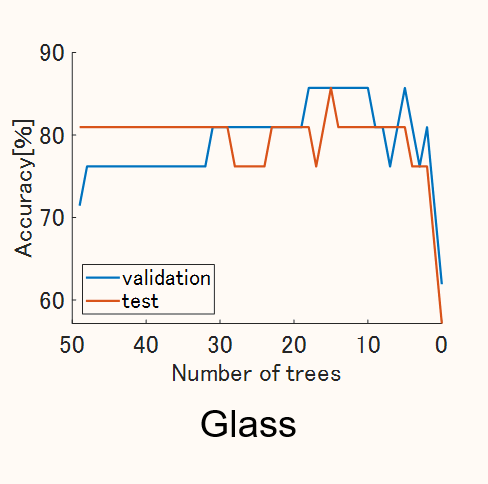 90
80
70
60
Accuracy[%]
validation
test
50 40 30 20 10 0
Number of trees
Glass